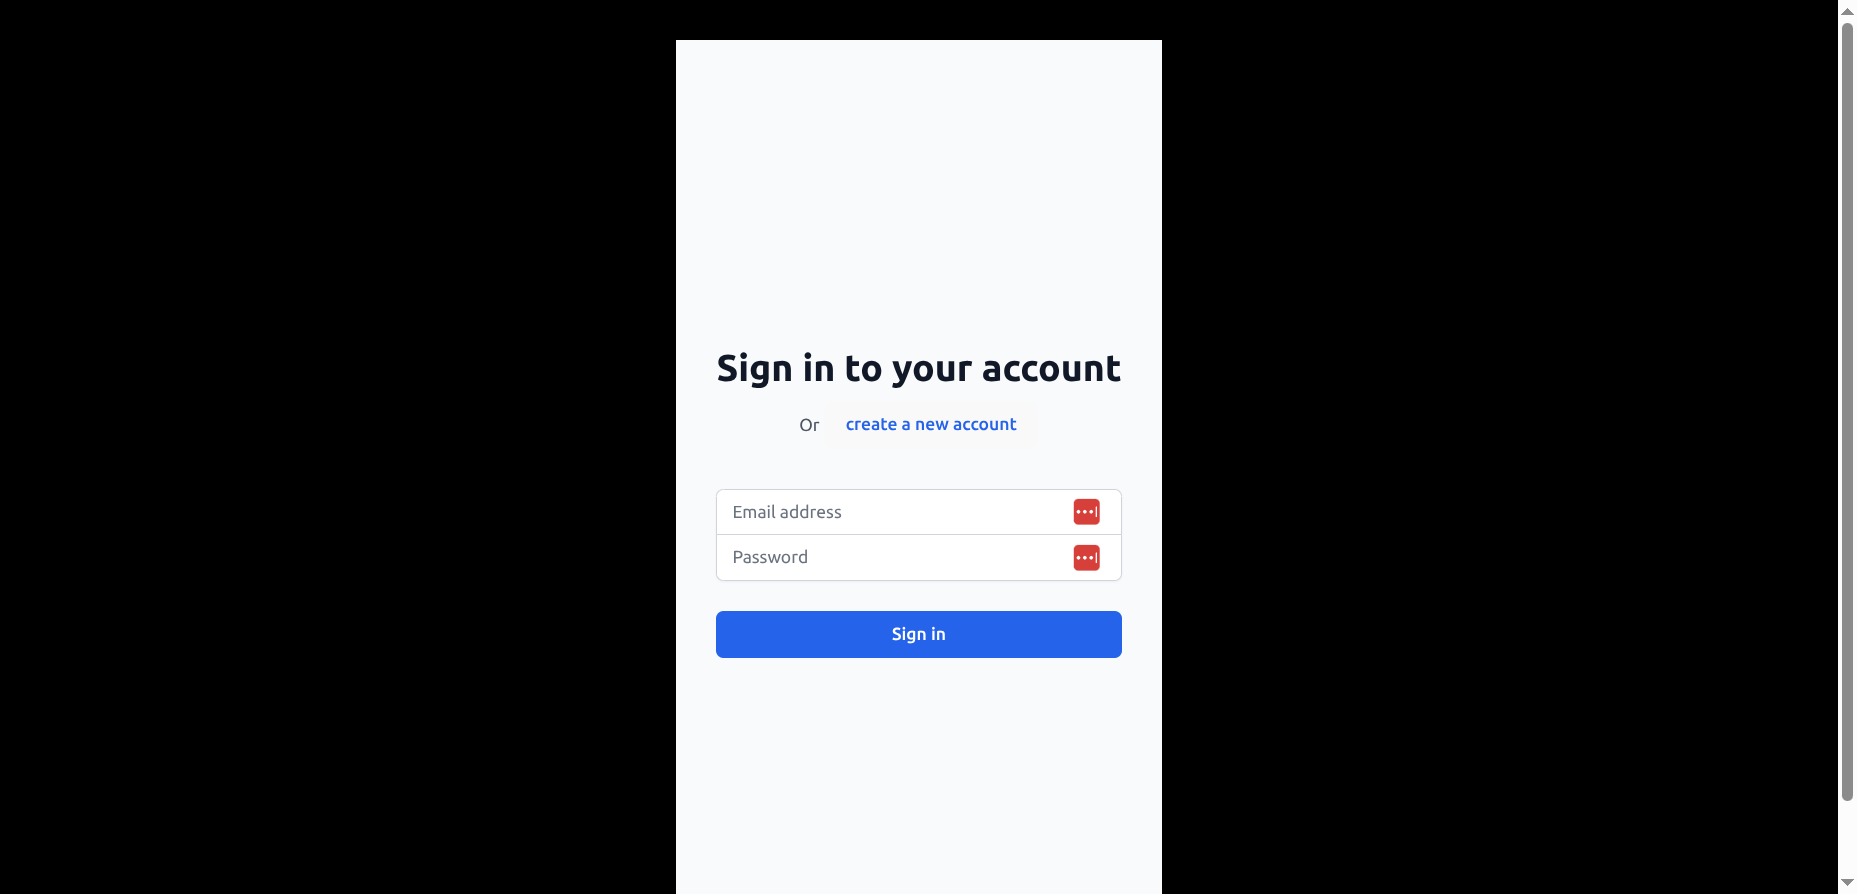 Sign in to your account
Or create a new account
Email address
Password
Sign in